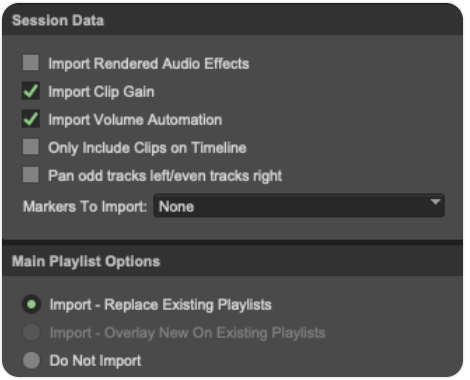 Session Data
Import Rendered Audio Effects
Import Clip Gain
Import Volume Automation
Only Include Clips on Timeline
Pan odd tracks left/even tracks right
Markers To Import: None
Main Playlist Options
Import - Replace Existing Playlists
Import - Overlay New On Existing Playlists
Do Not Import